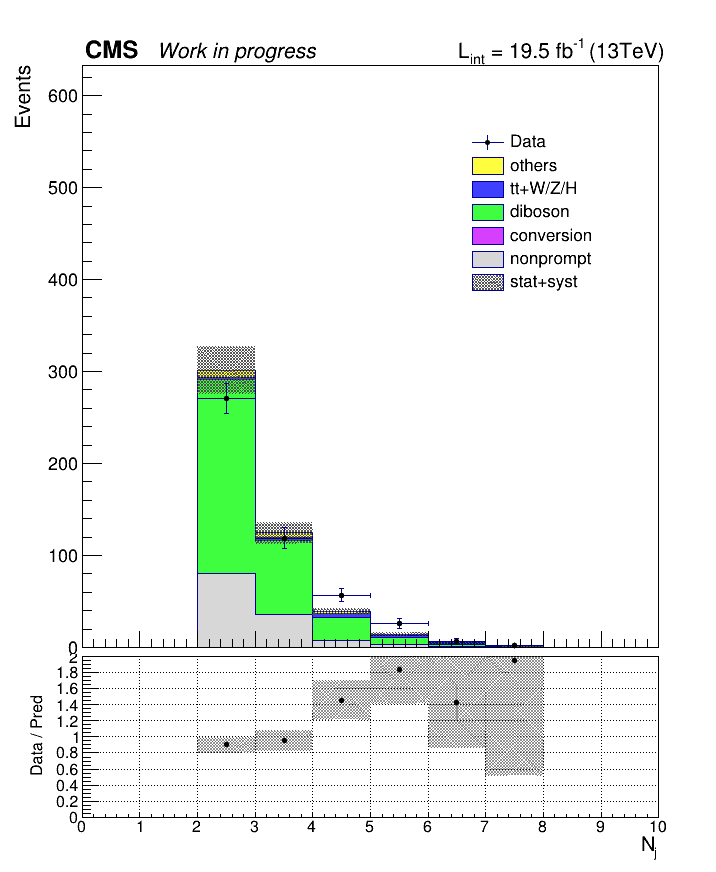 CMS Work in progress L_int = 19.5 fb^-1 (13TeV)
Events
600
500
400
300
200
100
0
Data
others
tt+W/Z/H
diboson
conversion
nonprompt
stat+syst
Data / Pred
2
1.8
1.6
1.4
1.2
1
0.8
0.6
0.4
0.2
0
0 1 2 3 4 5 6 7 8 9 10
N_j